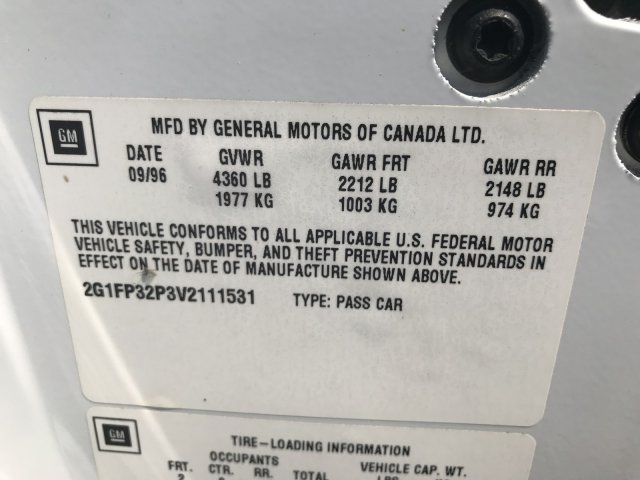 GM
MFD BY GENERAL MOTORS OF CANADA LTD.
DATE GVWR GAWR FRT GAWR RR
09/96 4360 LB 2212 LB 2148 LB
1977 KG 1003 KG 974 KG
THIS VEHICLE CONFORMS TO ALL APPLICABLE U.S. FEDERAL MOTOR
VEHICLE SAFETY, BUMPER, AND THEFT PREVENTION STANDARDS IN
EFFECT ON THE DATE OF MANUFACTURE SHOWN ABOVE.
2G1FP32P3V2111531 TYPE: PASS CAR
GM
TIRE-LOADING INFORMATION
OCCUPANTS VEHICLE CAP. WT.
FRT. CTR. RR. TOTAL